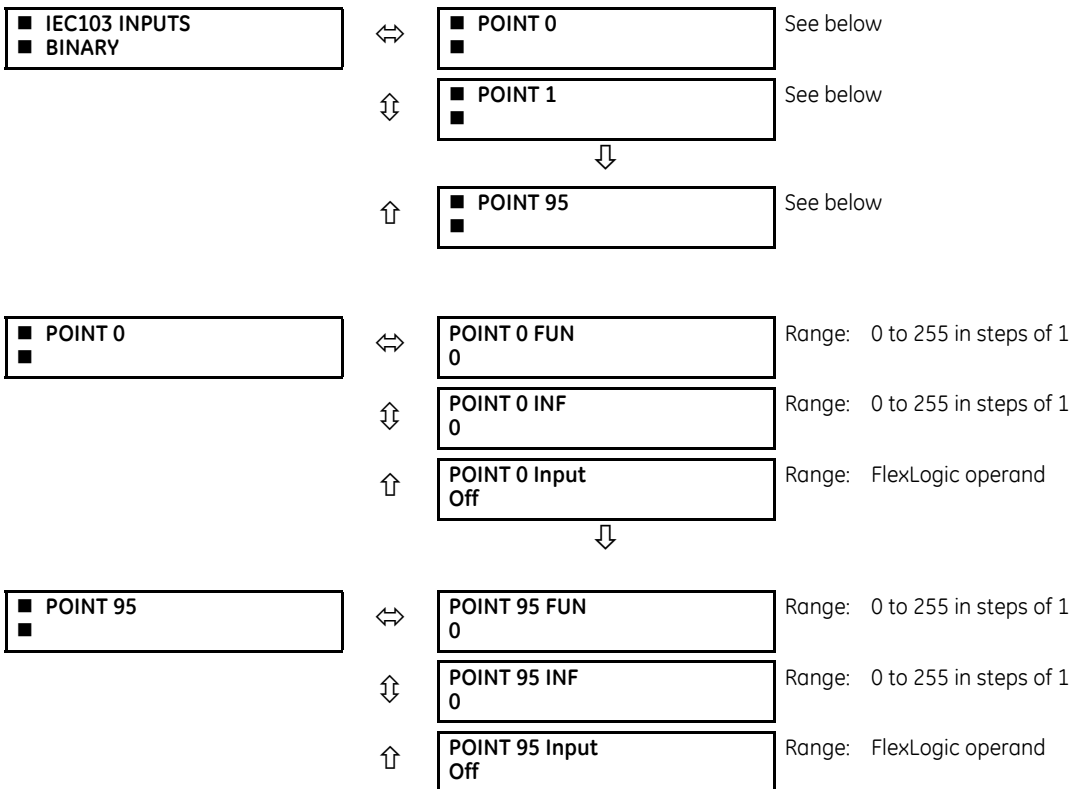 ■ IEC103 INPUTS
■ BINARY
■ POINT 0
■
See below
■ POINT 1
■
See below
■ POINT 95
■
See below
■ POINT 0
■
POINT 0 FUN
0
Range: 0 to 255 in steps of 1
POINT 0 INF
0
Range: 0 to 255 in steps of 1
POINT 0 Input
Off
Range: FlexLogic operand
■ POINT 95
■
POINT 95 FUN
0
Range: 0 to 255 in steps of 1
POINT 95 INF
0
Range: 0 to 255 in steps of 1
POINT 95 Input
Off
Range: FlexLogic operand